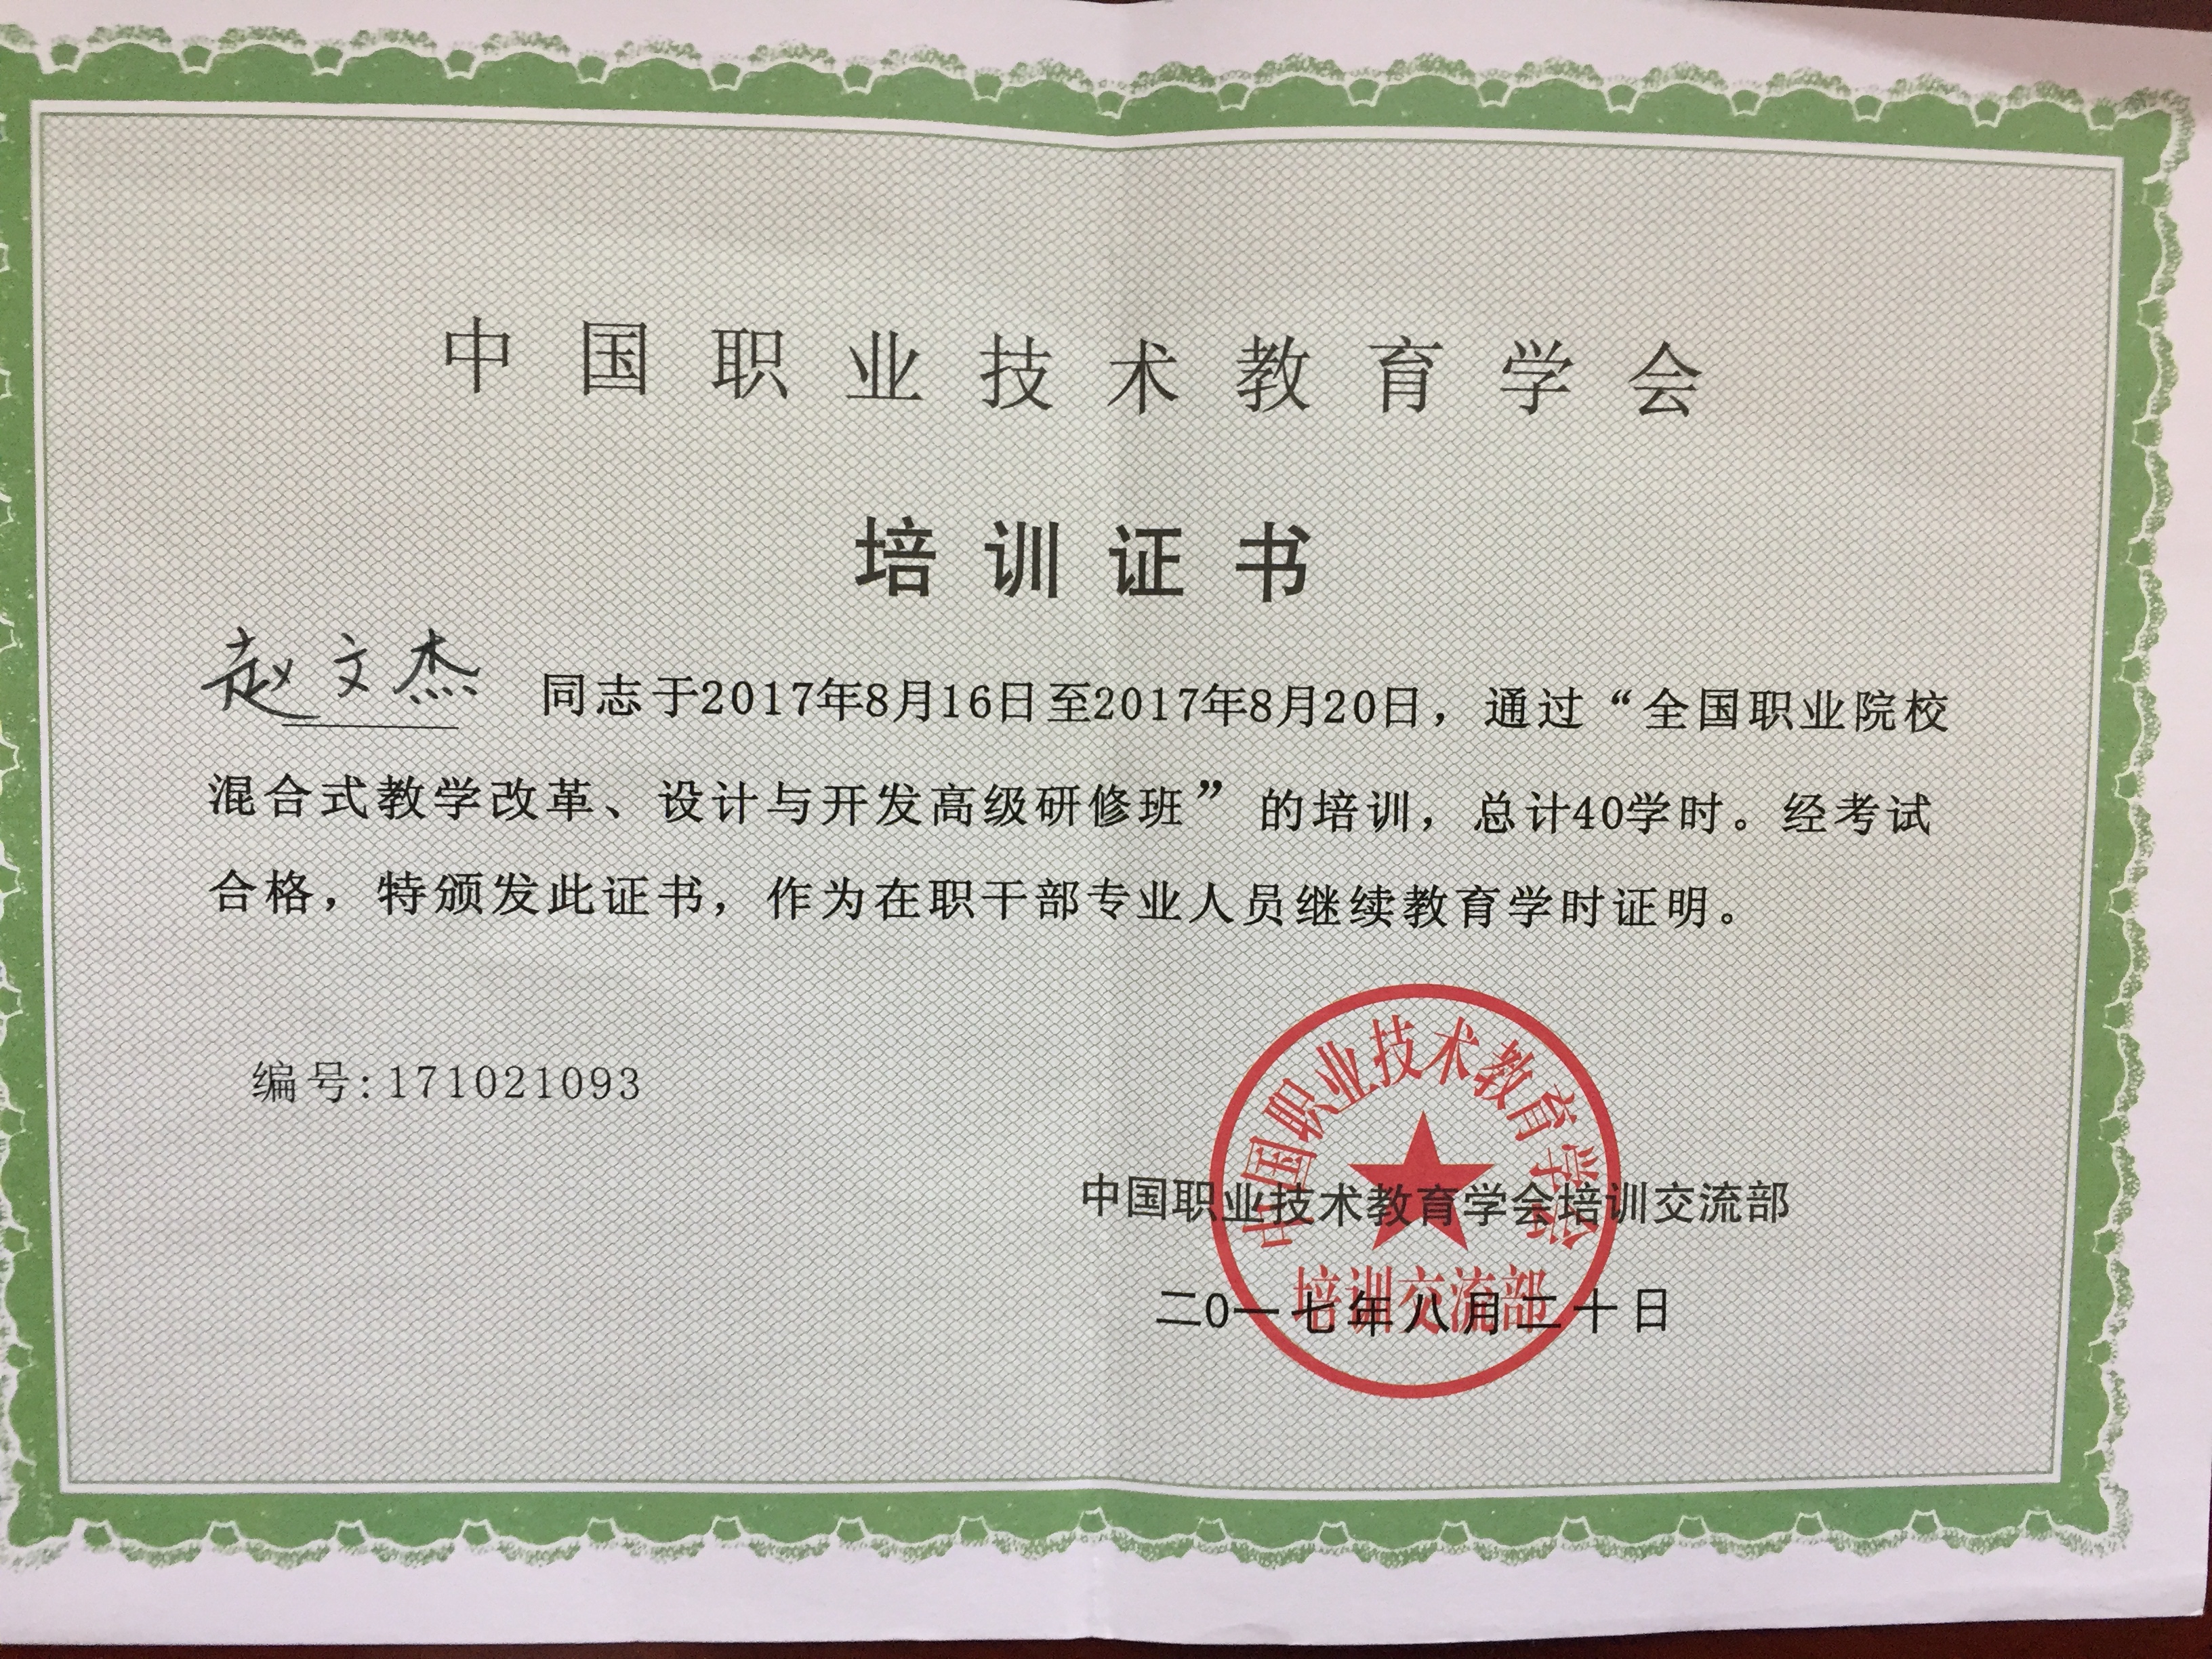 中国职业技术教育学会
培训证书
赵文杰 同志于2017年8月16日至2017年8月20日，通过“全国职业院校
混合式教学改革、设计与开发高级研修班”的培训，总计40学时。经考试
合格，特颁发此证书，作为在职干部专业人员继续教育学时证明。
编号:171021093
中国职业技术教育学会
中国职业技术教育学会培训交流部
培训交流部
二0一七年八月二十日